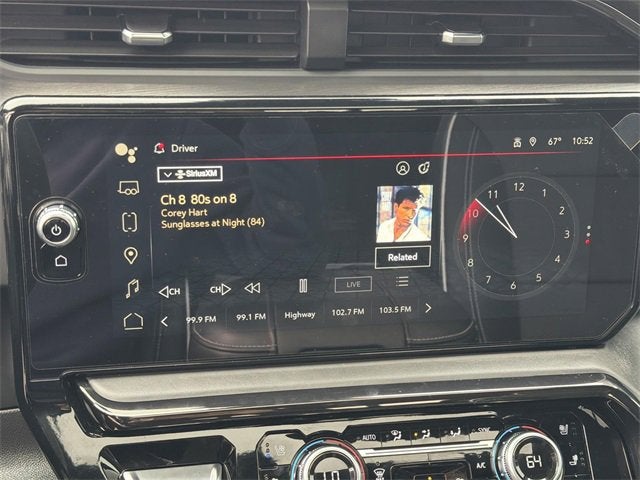 Driver
67° 10:52
SiriusXM
Ch 8 80s on 8
Corey Hart
Sunglasses at Night (84)
Related
12
11 1
10 2
9 3
8 4
7 5
6
CH CH LIVE
99.9 FM 99.1 FM Highway 102.7 FM 103.5 FM
AUTO SYNC
A/C
64